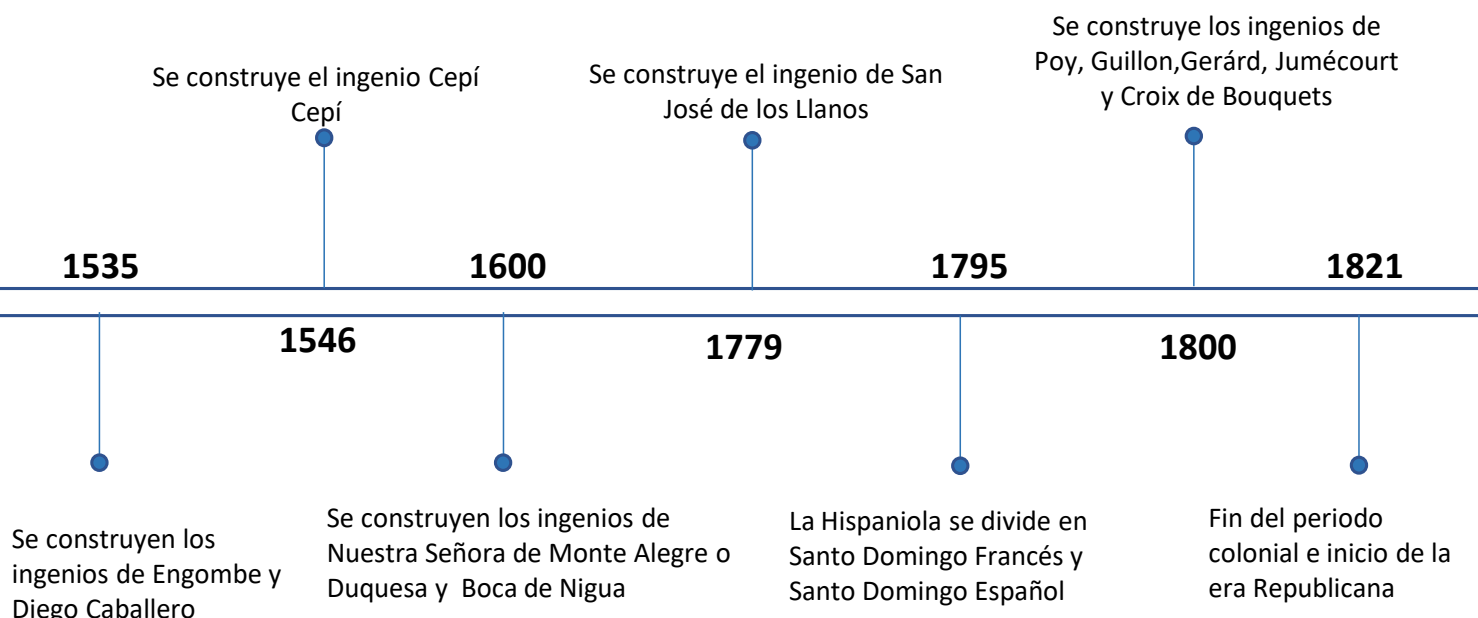 Se construye los ingenios de
Poy, Guillon,Gerárd, Jumécourt
y Croix de Bouquets
Se construye el ingenio Cepí
Cepí
Se construye el ingenio de San
José de los Llanos
1535
1600
1795
1821
1546
1779
1800
Se construyen los
ingenios de Engombe y
Diego Caballero
Se construyen los ingenios de
Nuestra Señora de Monte Alegre o
Duquesa y Boca de Nigua
La Hispaniola se divide en
Santo Domingo Francés y
Santo Domingo Español
Fin del periodo
colonial e inicio de la
era Republicana